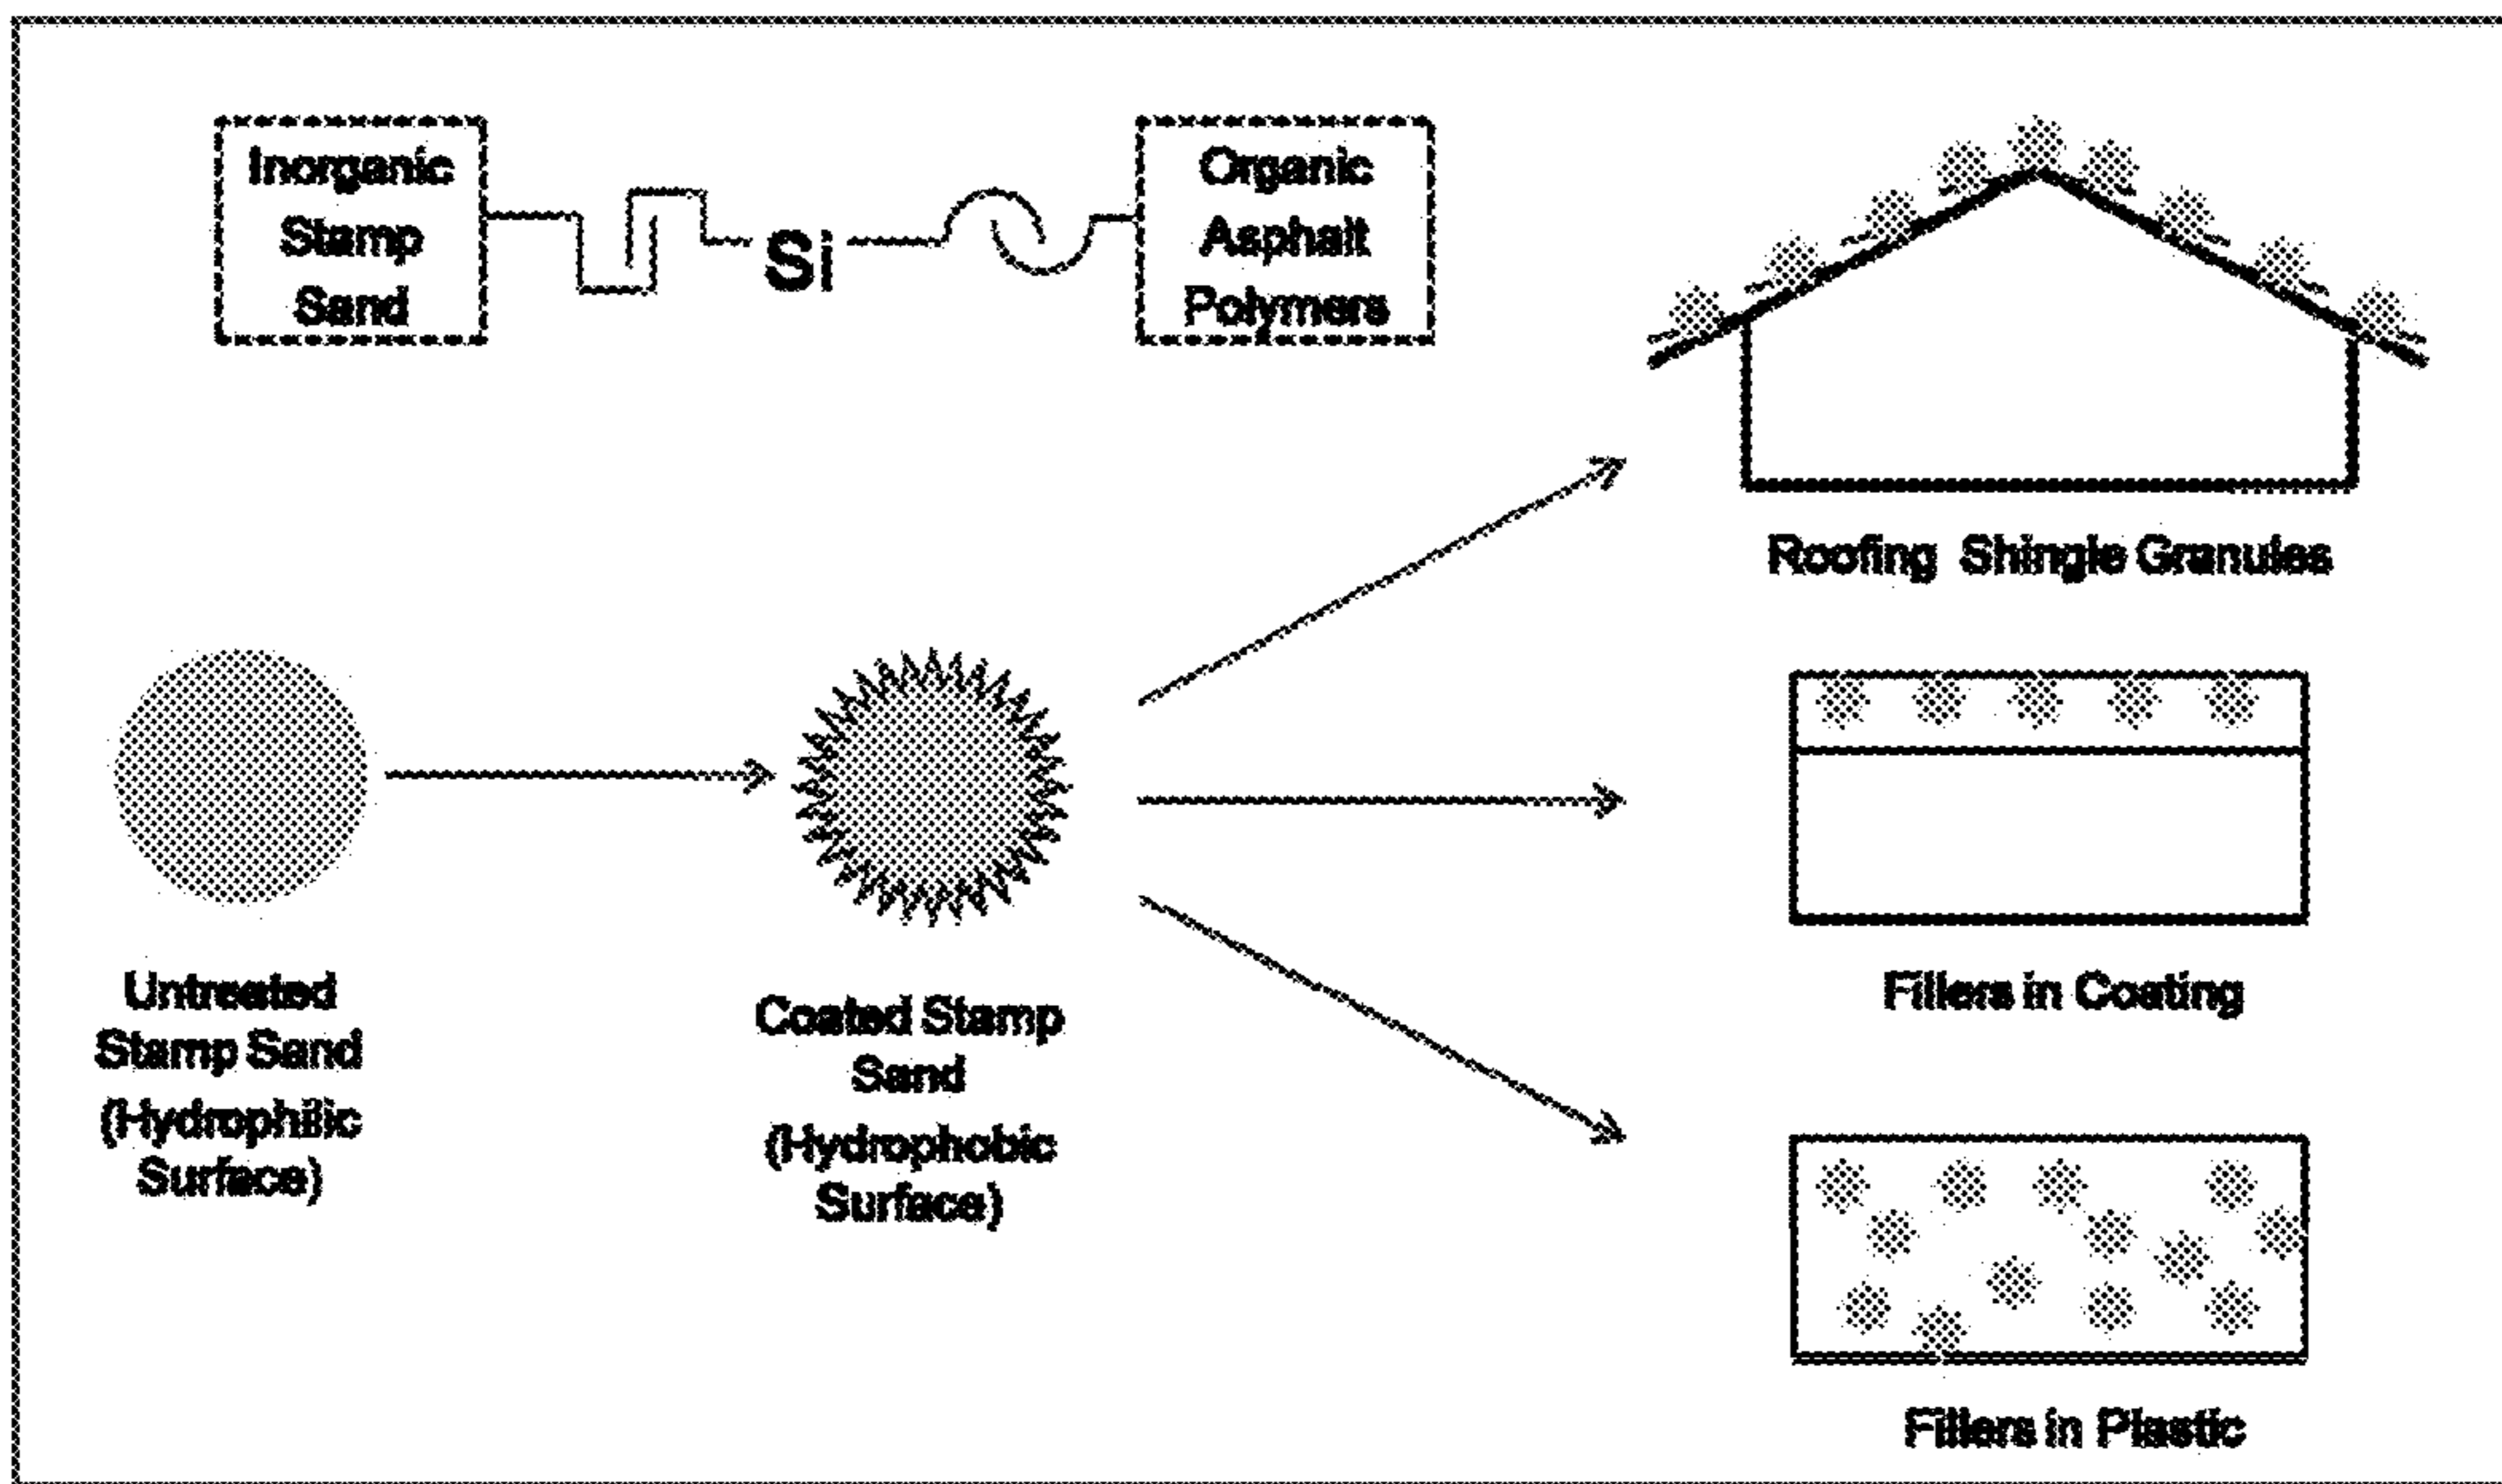 Inorganic
Stamp
Sand
Si
Organic
Asphalt
Polymers
Roofing Shingle Granules
Untreated
Stamp Sand
(Hydrophilic
Surface)
Coated Stamp
Sand
(Hydrophobic
Surface)
Fillers in Coating
Fillers in Plastic